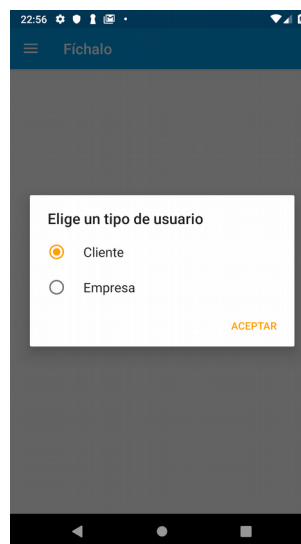 22:56
Fíchalo
Elige un tipo de usuario
Cliente
Empresa
ACEPTAR